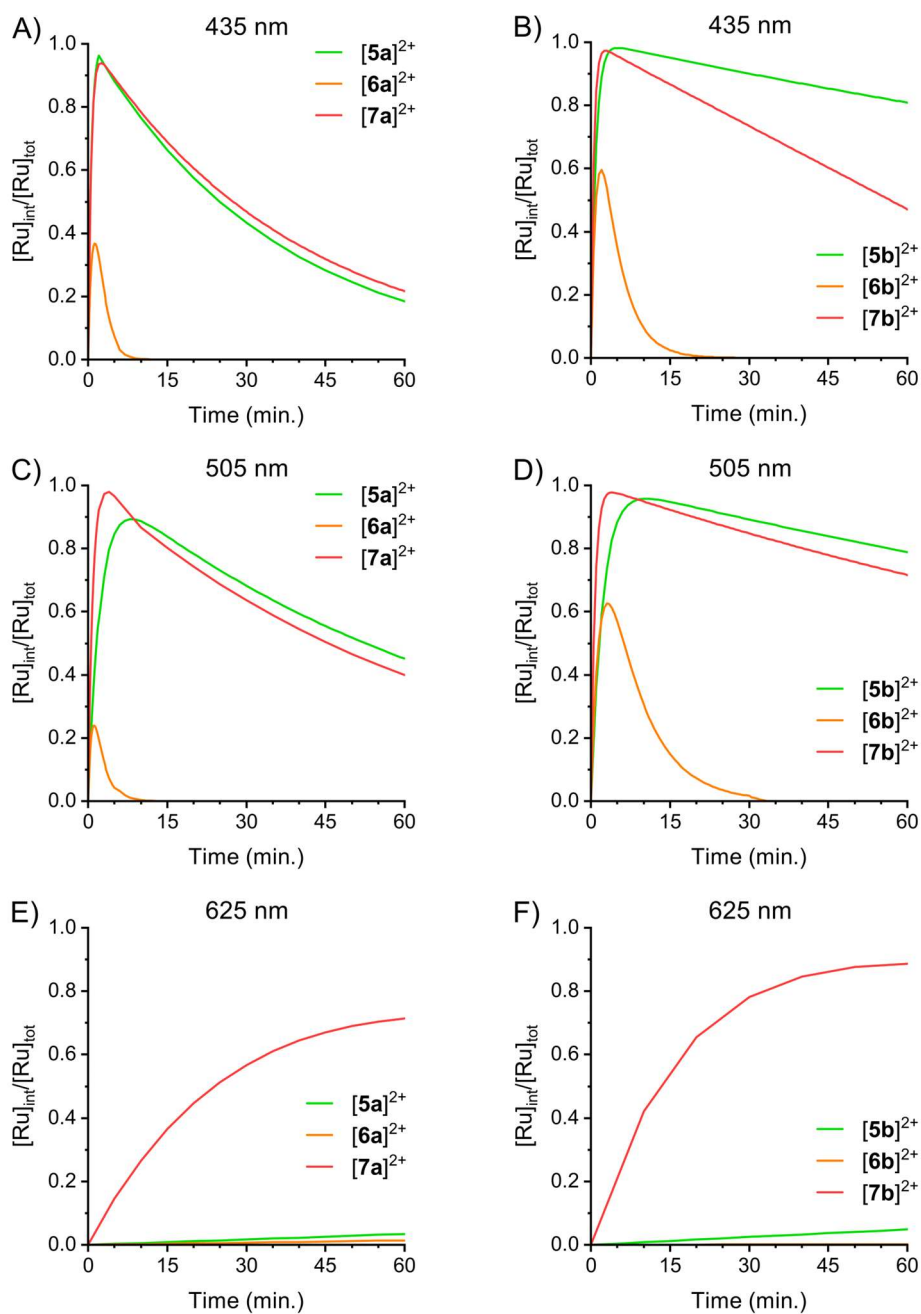 A) 435 nm
[5a]²⁺
[6a]²⁺
[7a]²⁺
[Ru]ᵢₙₜ/[Ru]ₜₒₜ
1.0
0.8
0.6
0.4
0.2
0.0
0 15 30 45 60
Time (min.)
B) 435 nm
[5b]²⁺
[6b]²⁺
[7b]²⁺
[Ru]ᵢₙₜ/[Ru]ₜₒₜ
1.0
0.8
0.6
0.4
0.2
0.0
0 15 30 45 60
Time (min.)
C) 505 nm
[5a]²⁺
[6a]²⁺
[7a]²⁺
[Ru]ᵢₙₜ/[Ru]ₜₒₜ
1.0
0.8
0.6
0.4
0.2
0.0
0 15 30 45 60
Time (min.)
D) 505 nm
[5b]²⁺
[6b]²⁺
[7b]²⁺
[Ru]ᵢₙₜ/[Ru]ₜₒₜ
1.0
0.8
0.6
0.4
0.2
0.0
0 15 30 45 60
Time (min.)
E) 625 nm
[5a]²⁺
[6a]²⁺
[7a]²⁺
[Ru]ᵢₙₜ/[Ru]ₜₒₜ
1.0
0.8
0.6
0.4
0.2
0.0
0 15 30 45 60
Time (min.)
F) 625 nm
[5b]²⁺
[6b]²⁺
[7b]²⁺
[Ru]ᵢₙₜ/[Ru]ₜₒₜ
1.0
0.8
0.6
0.4
0.2
0.0
0 15 30 45 60
Time (min.)